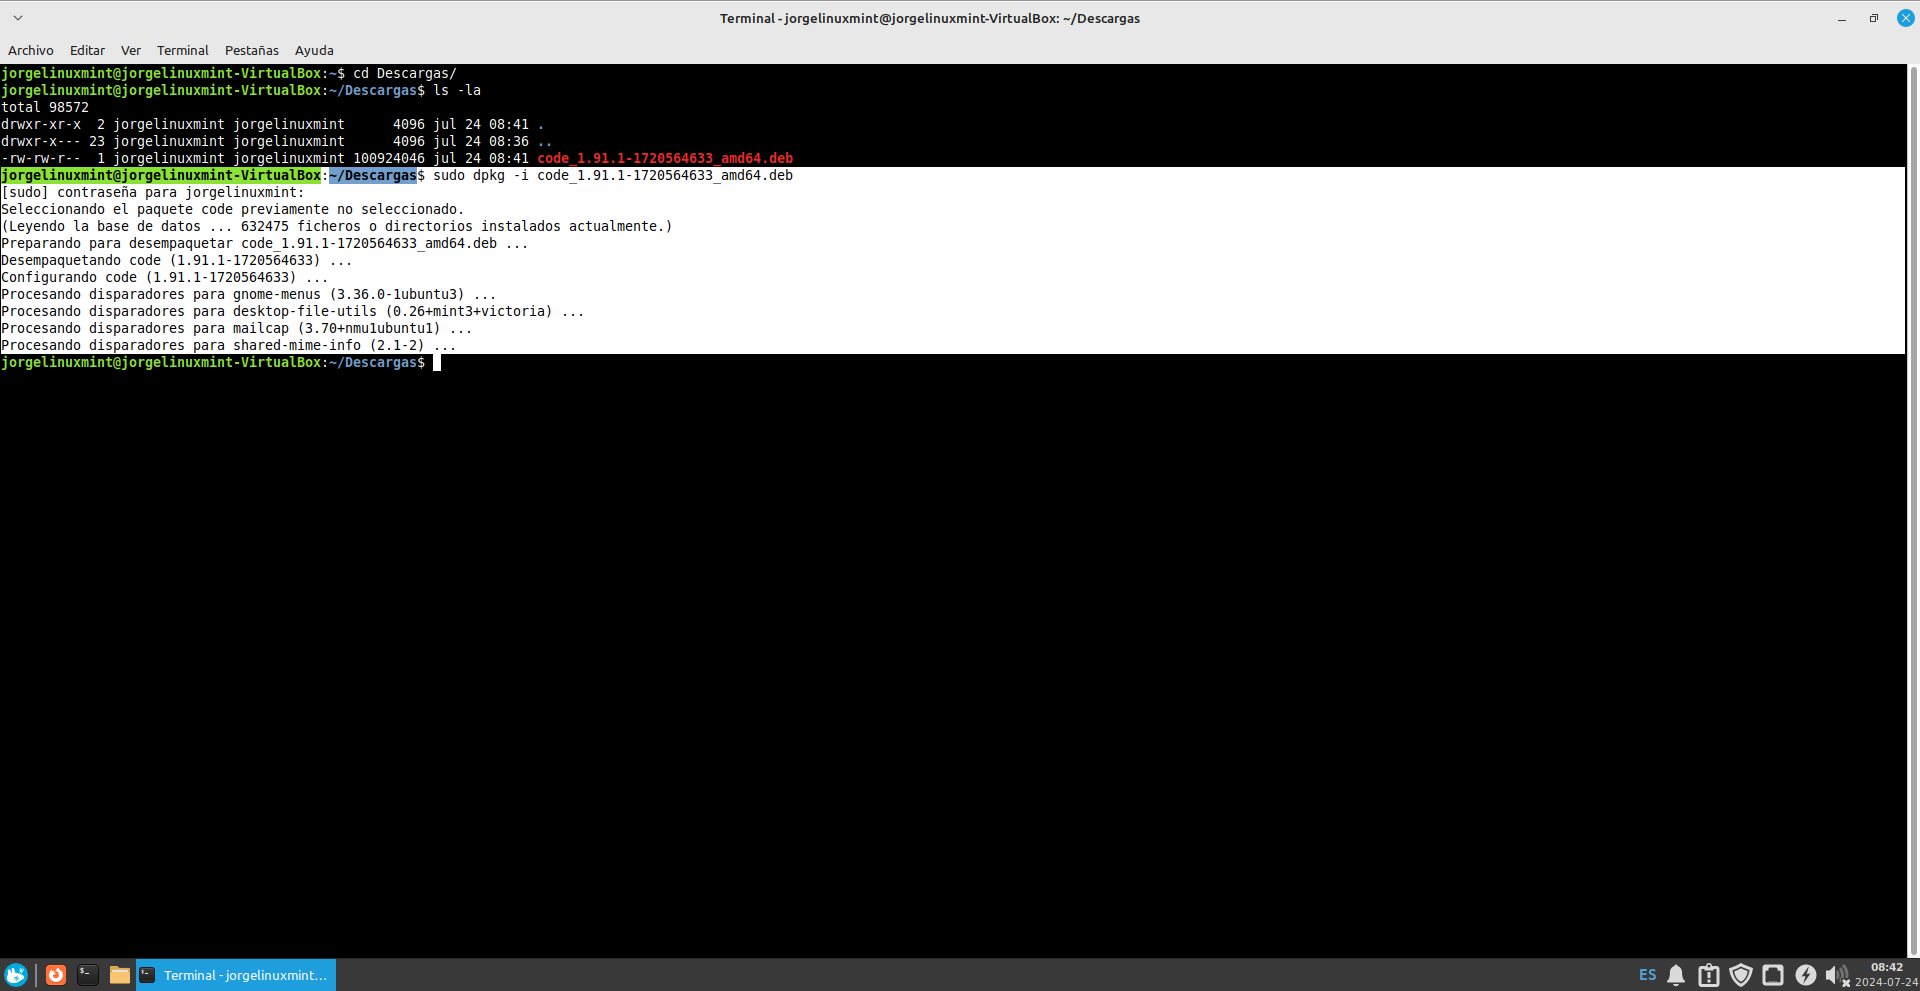 Terminal - jorgelinuxmint@jorgelinuxmint-VirtualBox: ~/Descargas
Archivo Editar Ver Terminal Pestañas Ayuda
jorgelinuxmint@jorgelinuxmint-VirtualBox:~$ cd Descargas/
jorgelinuxmint@jorgelinuxmint-VirtualBox:~/Descargas$ ls -la
total 98572
drwxr-xr-x  2 jorgelinuxmint jorgelinuxmint      4096 jul 24 08:41 .
drwxr-x--- 23 jorgelinuxmint jorgelinuxmint      4096 jul 24 08:36 ..
-rw-rw-r--  1 jorgelinuxmint jorgelinuxmint 100924046 jul 24 08:41 code_1.91.1-1720564633_amd64.deb
jorgelinuxmint@jorgelinuxmint-VirtualBox:~/Descargas$ sudo dpkg -i code_1.91.1-1720564633_amd64.deb
[sudo] contraseña para jorgelinuxmint:
Seleccionando el paquete code previamente no seleccionado.
(Leyendo la base de datos ... 632475 ficheros o directorios instalados actualmente.)
Preparando para desempaquetar code_1.91.1-1720564633_amd64.deb ...
Desempaquetando code (1.91.1-1720564633) ...
Configurando code (1.91.1-1720564633) ...
Procesando disparadores para gnome-menus (3.36.0-1ubuntu3) ...
Procesando disparadores para desktop-file-utils (0.26+mint3+victoria) ...
Procesando disparadores para mailcap (3.70+nmu1ubuntu1) ...
Procesando disparadores para shared-mime-info (2.1-2) ...
jorgelinuxmint@jorgelinuxmint-VirtualBox:~/Descargas$
Terminal - jorgelinuxmint...
ES
08:42
2024-07-24